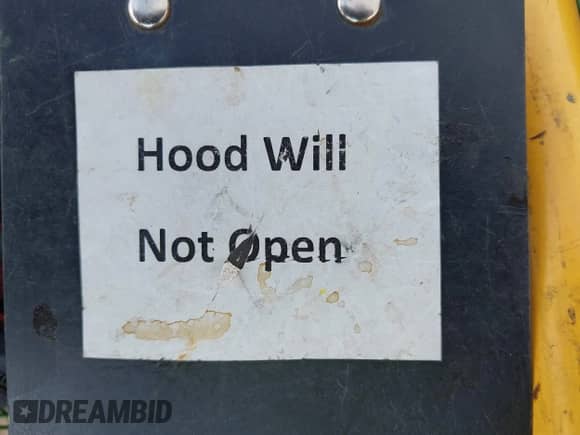 Hood Will
Not Open
DREAMBID